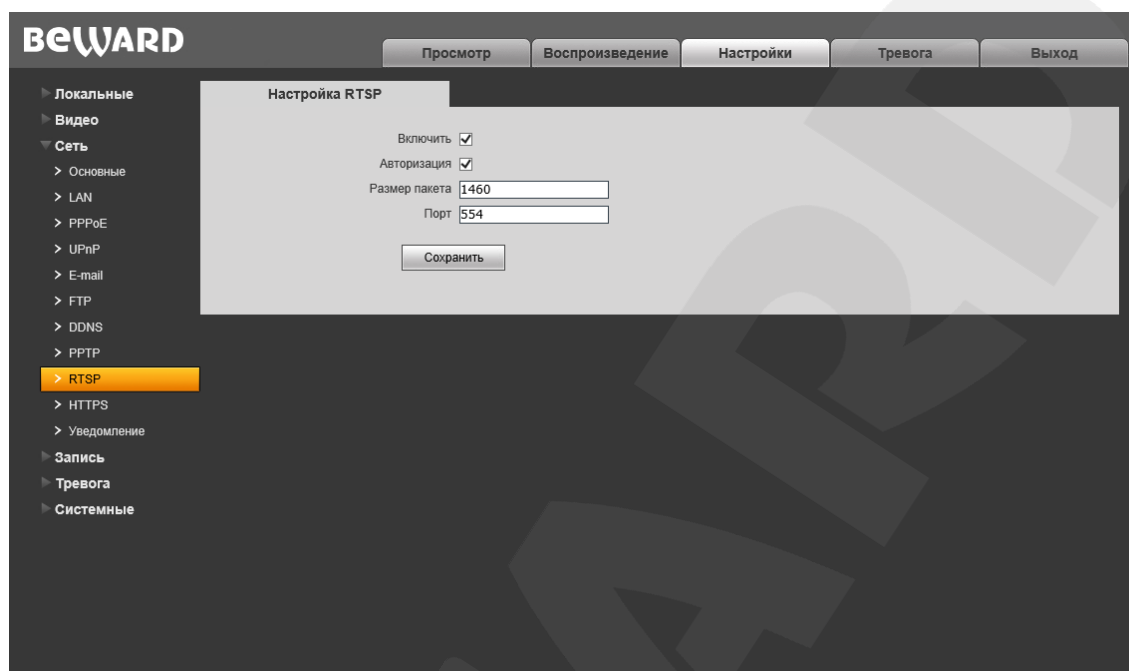 BEWARD
Просмотр
Воспроизведение
Настройки
Тревога
Выход
Локальные
Видео
Сеть
Основные
LAN
PPPoE
UPnP
E-mail
FTP
DDNS
PPTP
RTSP
HTTPS
Уведомление
Запись
Тревога
Системные
Настройка RTSP
Включить
Авторизация
Размер пакета 1460
Порт 554
Сохранить